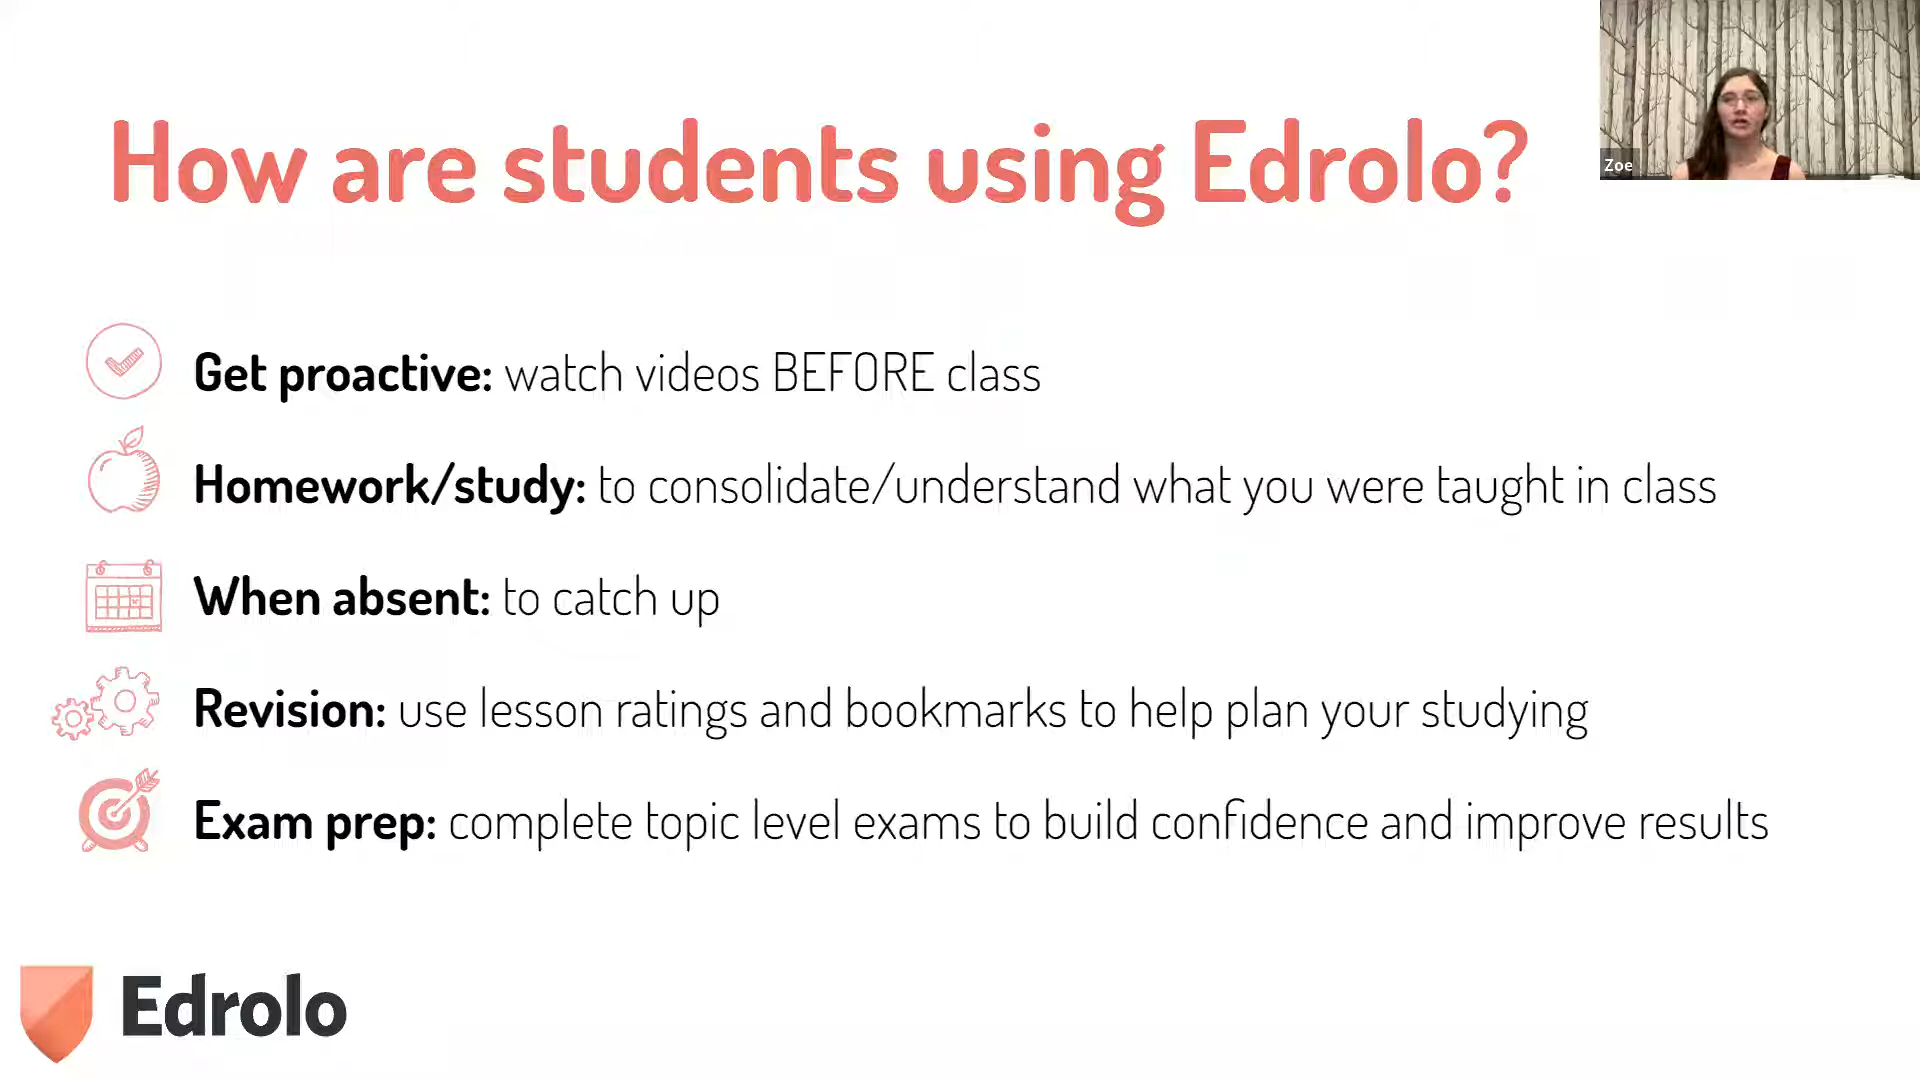 How are students using Edrolo?
Zoe
Get proactive: watch videos BEFORE class
Homework/study: to consolidate/understand what you were taught in class
When absent: to catch up
Revision: use lesson ratings and bookmarks to help plan your studying
Exam prep: complete topic level exams to build confidence and improve results
Edrolo